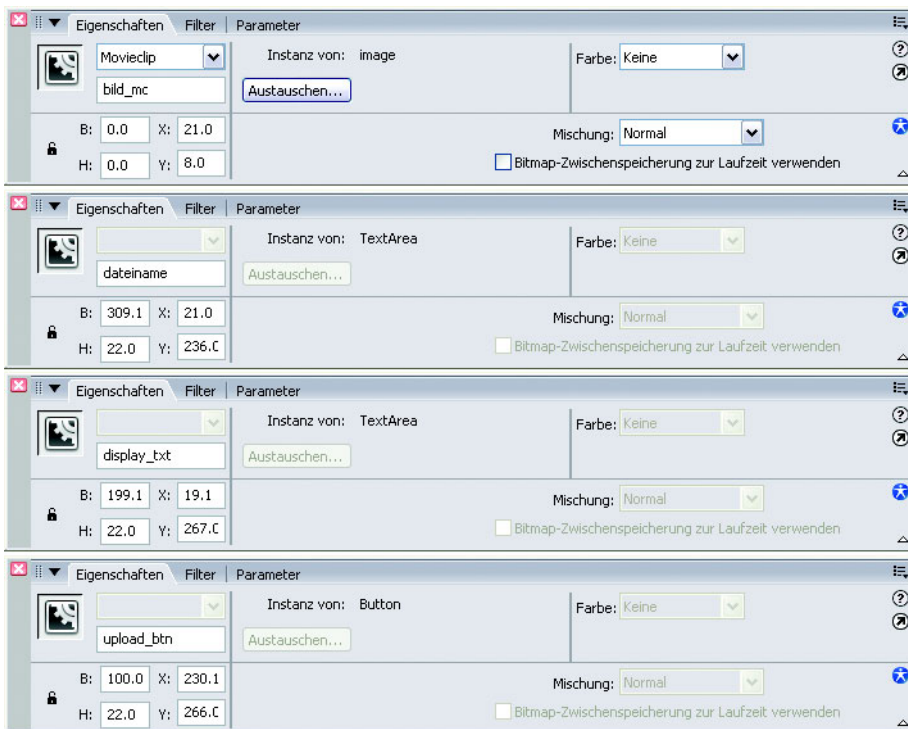 Eigenschaften Filter Parameter
Movieclip Instanz von: image Farbe: Keine
bild_mc Austauschen...
B: 0.0 X: 21.0 Mischung: Normal
H: 0.0 Y: 8.0 Bitmap-Zwischenspeicherung zur Laufzeit verwenden
Eigenschaften Filter Parameter
Instanz von: TextArea Farbe: Keine
dateiname Austauschen...
B: 309.1 X: 21.0 Mischung: Normal
H: 22.0 Y: 236.0 Bitmap-Zwischenspeicherung zur Laufzeit verwenden
Eigenschaften Filter Parameter
Instanz von: TextArea Farbe: Keine
display_txt Austauschen...
B: 199.1 X: 19.1 Mischung: Normal
H: 22.0 Y: 267.0 Bitmap-Zwischenspeicherung zur Laufzeit verwenden
Eigenschaften Filter Parameter
Instanz von: Button Farbe: Keine
upload_btn Austauschen...
B: 100.0 X: 230.1 Mischung: Normal
H: 22.0 Y: 266.0 Bitmap-Zwischenspeicherung zur Laufzeit verwenden